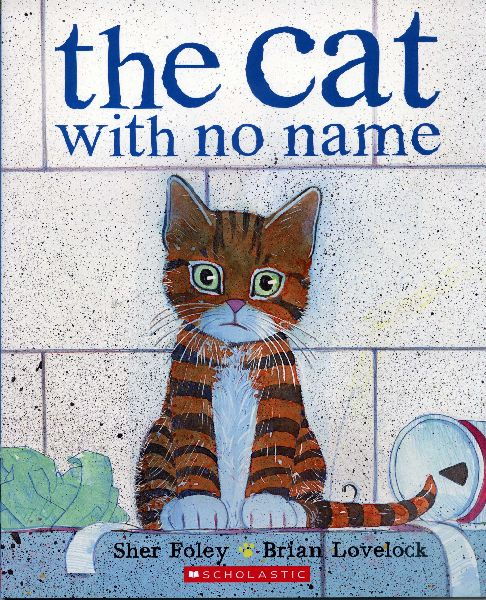 the cat
with no name
Sher Foley Brian Lovelock
SCHOLASTIC